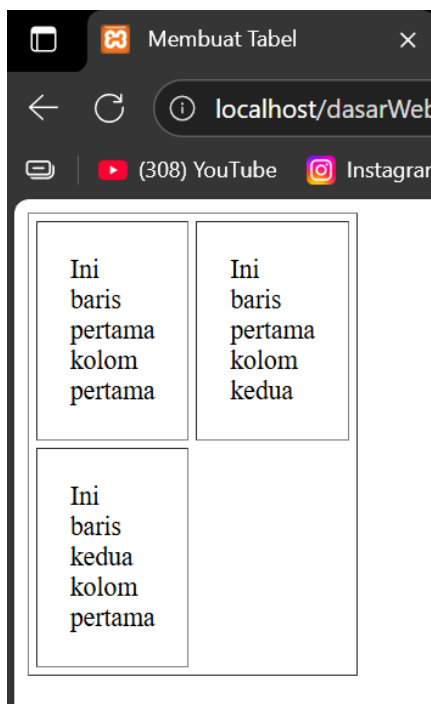 Membuat Tabel
localhost/dasarWeb
(308) YouTube
Instagram
Ini
baris
pertama
kolom
pertama
Ini
baris
pertama
kolom
kedua
Ini
baris
kedua
kolom
pertama